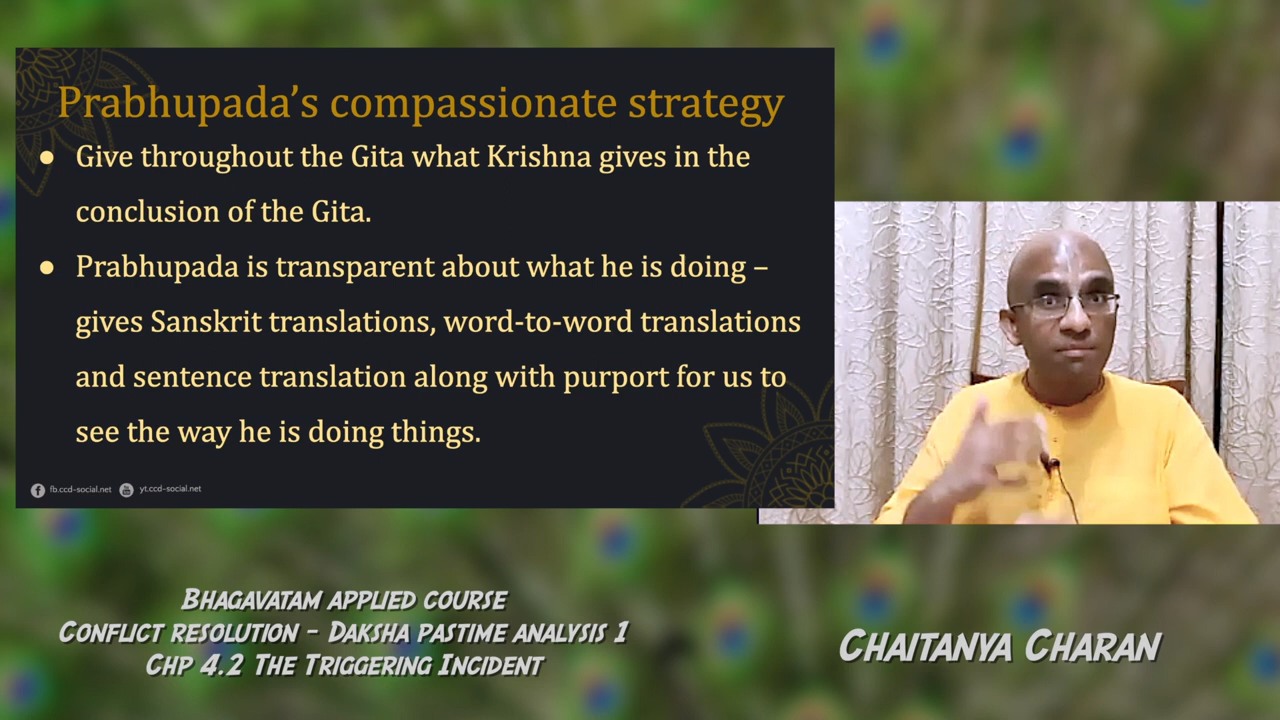 Prabhupada’s compassionate strategy
● Give throughout the Gita what Krishna gives in the
conclusion of the Gita.
● Prabhupada is transparent about what he is doing –
gives Sanskrit translations, word-to-word translations
and sentence translation along with purport for us to
see the way he is doing things.
fb.ccd-social.net yt.ccd-social.net
Bhagavatam applied course
Conflict resolution - Daksha pastime analysis 1
Chp 4.2 The Triggering Incident
Chaitanya Charan